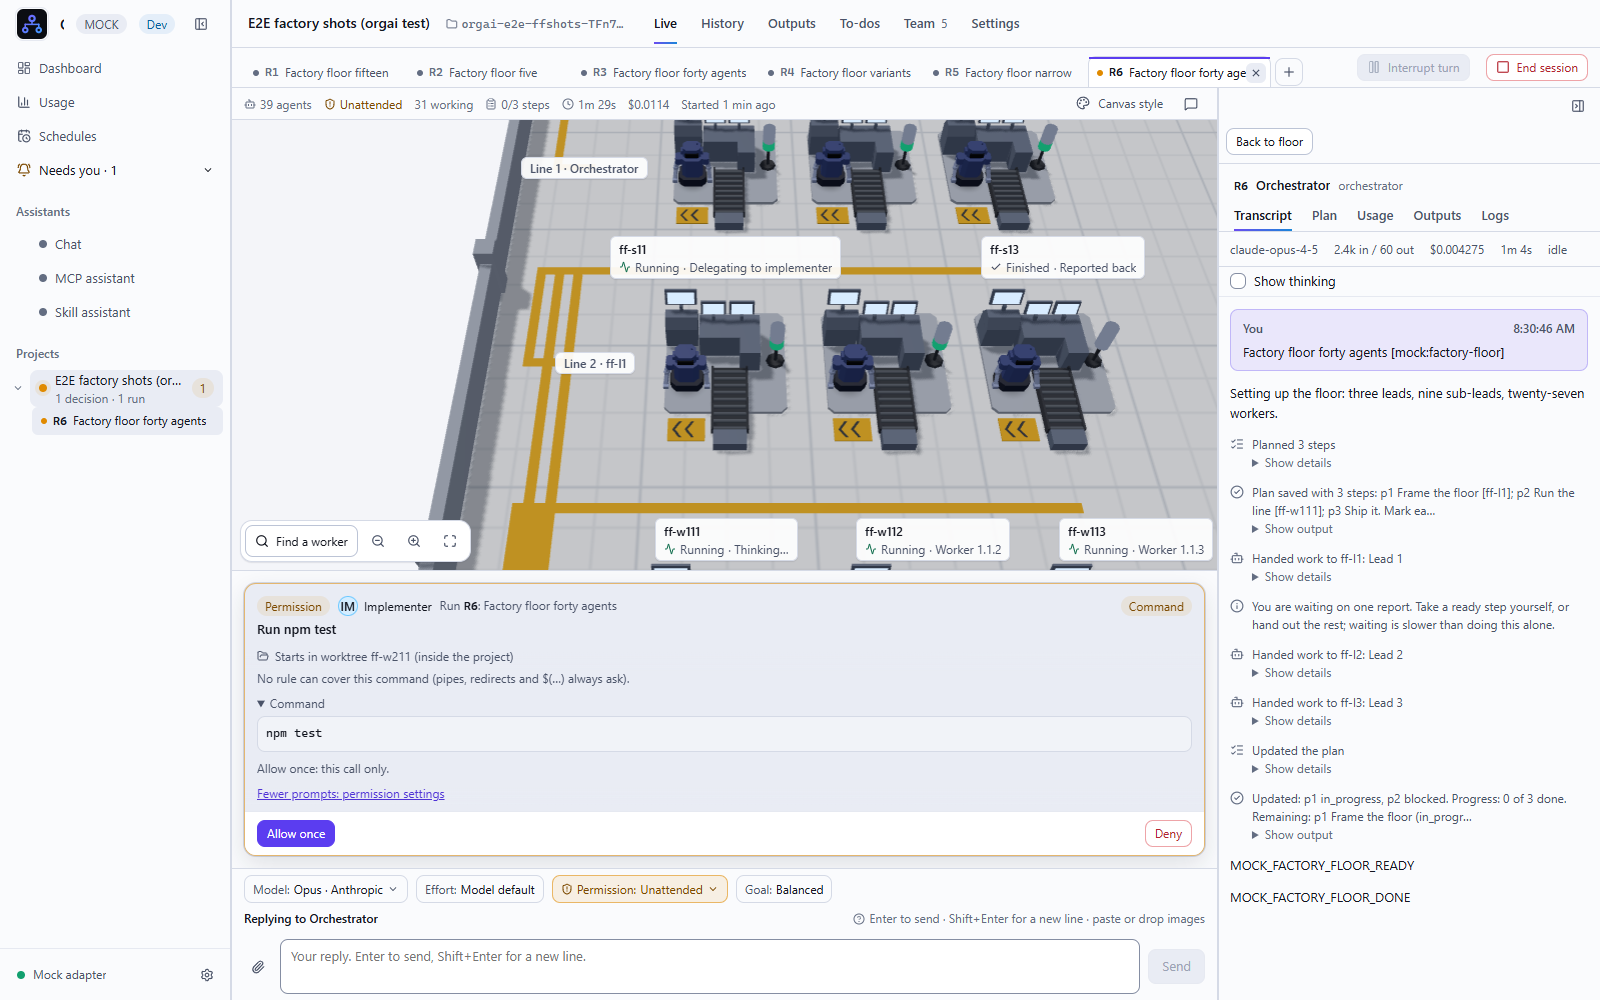 MOCK
Dev
Dashboard
Usage
Schedules
Needs you · 1
Assistants
Chat
MCP assistant
Skill assistant
Projects
E2E factory shots (or...
1 decision · 1 run
1
R6 Factory floor forty agents
Mock adapter
E2E factory shots (orgai test)
orgai-e2e-ffshots-TFn7…
Live
History
Outputs
To-dos
Team 5
Settings
R1 Factory floor fifteen
R2 Factory floor five
R3 Factory floor forty agents
R4 Factory floor variants
R5 Factory floor narrow
R6 Factory floor forty age
Interrupt turn
End session
39 agents
Unattended
31 working
0/3 steps
1m 29s
$0.0114
Started 1 min ago
Canvas style
Line 1 · Orchestrator
ff-s11
Running · Delegating to implementer
ff-s13
Finished · Reported back
Line 2 · ff-l1
ff-w111
Running · Thinking...
ff-w112
Running · Worker 1.1.2
ff-w113
Running · Worker 1.1.3
Find a worker
Permission
IM Implementer
Run R6: Factory floor forty agents
Command
Run npm test
Starts in worktree ff-w211 (inside the project)
No rule can cover this command (pipes, redirects and $(...) always ask).
Command
npm test
Allow once: this call only.
Fewer prompts: permission settings
Allow once
Deny
Model: Opus · Anthropic
Effort: Model default
Permission: Unattended
Goal: Balanced
Replying to Orchestrator
Enter to send · Shift+Enter for a new line · paste or drop images
Your reply. Enter to send, Shift+Enter for a new line.
Send
Back to floor
R6 Orchestrator orchestrator
Transcript
Plan
Usage
Outputs
Logs
claude-opus-4-5
2.4k in / 60 out
$0.004275
1m 4s
idle
Show thinking
You
8:30:46 AM
Factory floor forty agents [mock:factory-floor]
Setting up the floor: three leads, nine sub-leads, twenty-seven
workers.
Planned 3 steps
Show details
Plan saved with 3 steps: p1 Frame the floor [ff-l1]; p2 Run the
line [ff-w111]; p3 Ship it. Mark ea...
Show output
Handed work to ff-l1: Lead 1
Show details
You are waiting on one report. Take a ready step yourself, or
hand out the rest; waiting is slower than doing this alone.
Handed work to ff-l2: Lead 2
Show details
Handed work to ff-l3: Lead 3
Show details
Updated the plan
Show details
Updated: p1 in_progress, p2 blocked. Progress: 0 of 3 done.
Remaining: p1 Frame the floor (in_progr...
Show output
MOCK_FACTORY_FLOOR_READY
MOCK_FACTORY_FLOOR_DONE